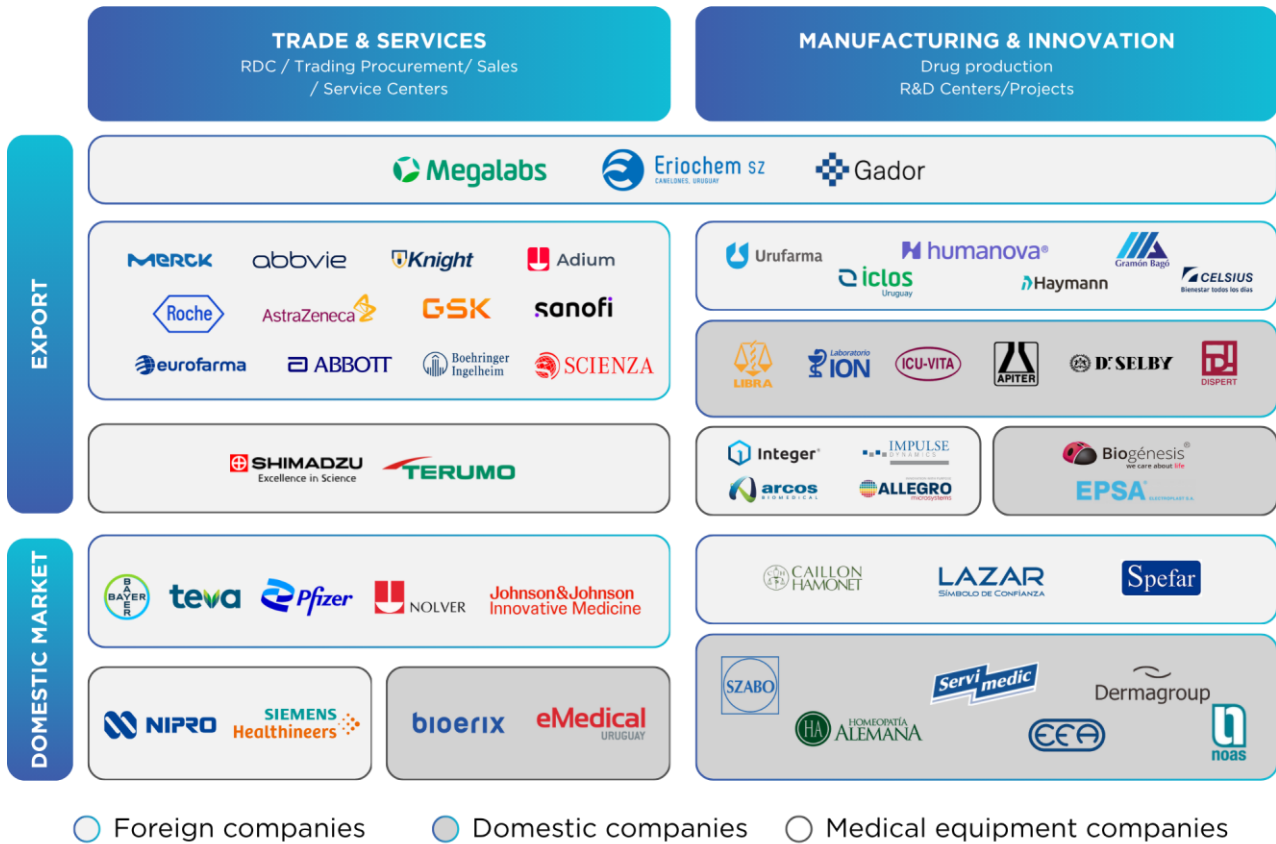 TRADE & SERVICES
RDC / Trading Procurement/ Sales
/ Service Centers
MANUFACTURING & INNOVATION
Drug production
R&D Centers/Projects
EXPORT
Megalabs
Eriochem SZ
CANELONES, URUGUAY
Gador
MERCK
abbvie
Knight
Adium
Roche
AstraZeneca
GSK
sanofi
eurofarma
ABBOTT
Boehringer
Ingelheim
SCIENZA
Urufarma
humanova®
Gramón Bagó
iclos
Uruguay
Haymann
CELSIUS
Bienestar todos los días
LIBRA
Laboratorio
ION
ICU-VITA
APITER
Dr. SELBY
DISPERT
SHIMADZU
Excellence in Science
TERUMO
Integer®
IMPULSE
DYNAMICS
arcos
BIOMEDICAL
ALLEGRO
microsystems
Biogénesis®
we care about life
EPSA®
ELECTROPLAST S.A.
DOMESTIC MARKET
BAYER
BAYER
teva
Pfizer
NOLVER
Johnson&Johnson
Innovative Medicine
CAILLON
HAMONET
LAZAR
SÍMBOLO DE CONFIANZA
Spefar
NIPRO
SIEMENS
Healthineers
bioerix
eMedical
URUGUAY
SZABO
Servimedic
Dermagroup
HA
HOMEOPATÍA
ALEMANA
EFA
noas
Foreign companies
Domestic companies
Medical equipment companies